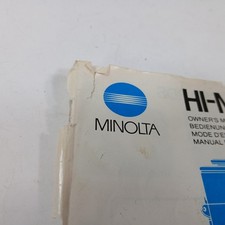 MINOLTA
HI-M
OWNER'S M
BEDIENUN
MODE D'E
MANUAL